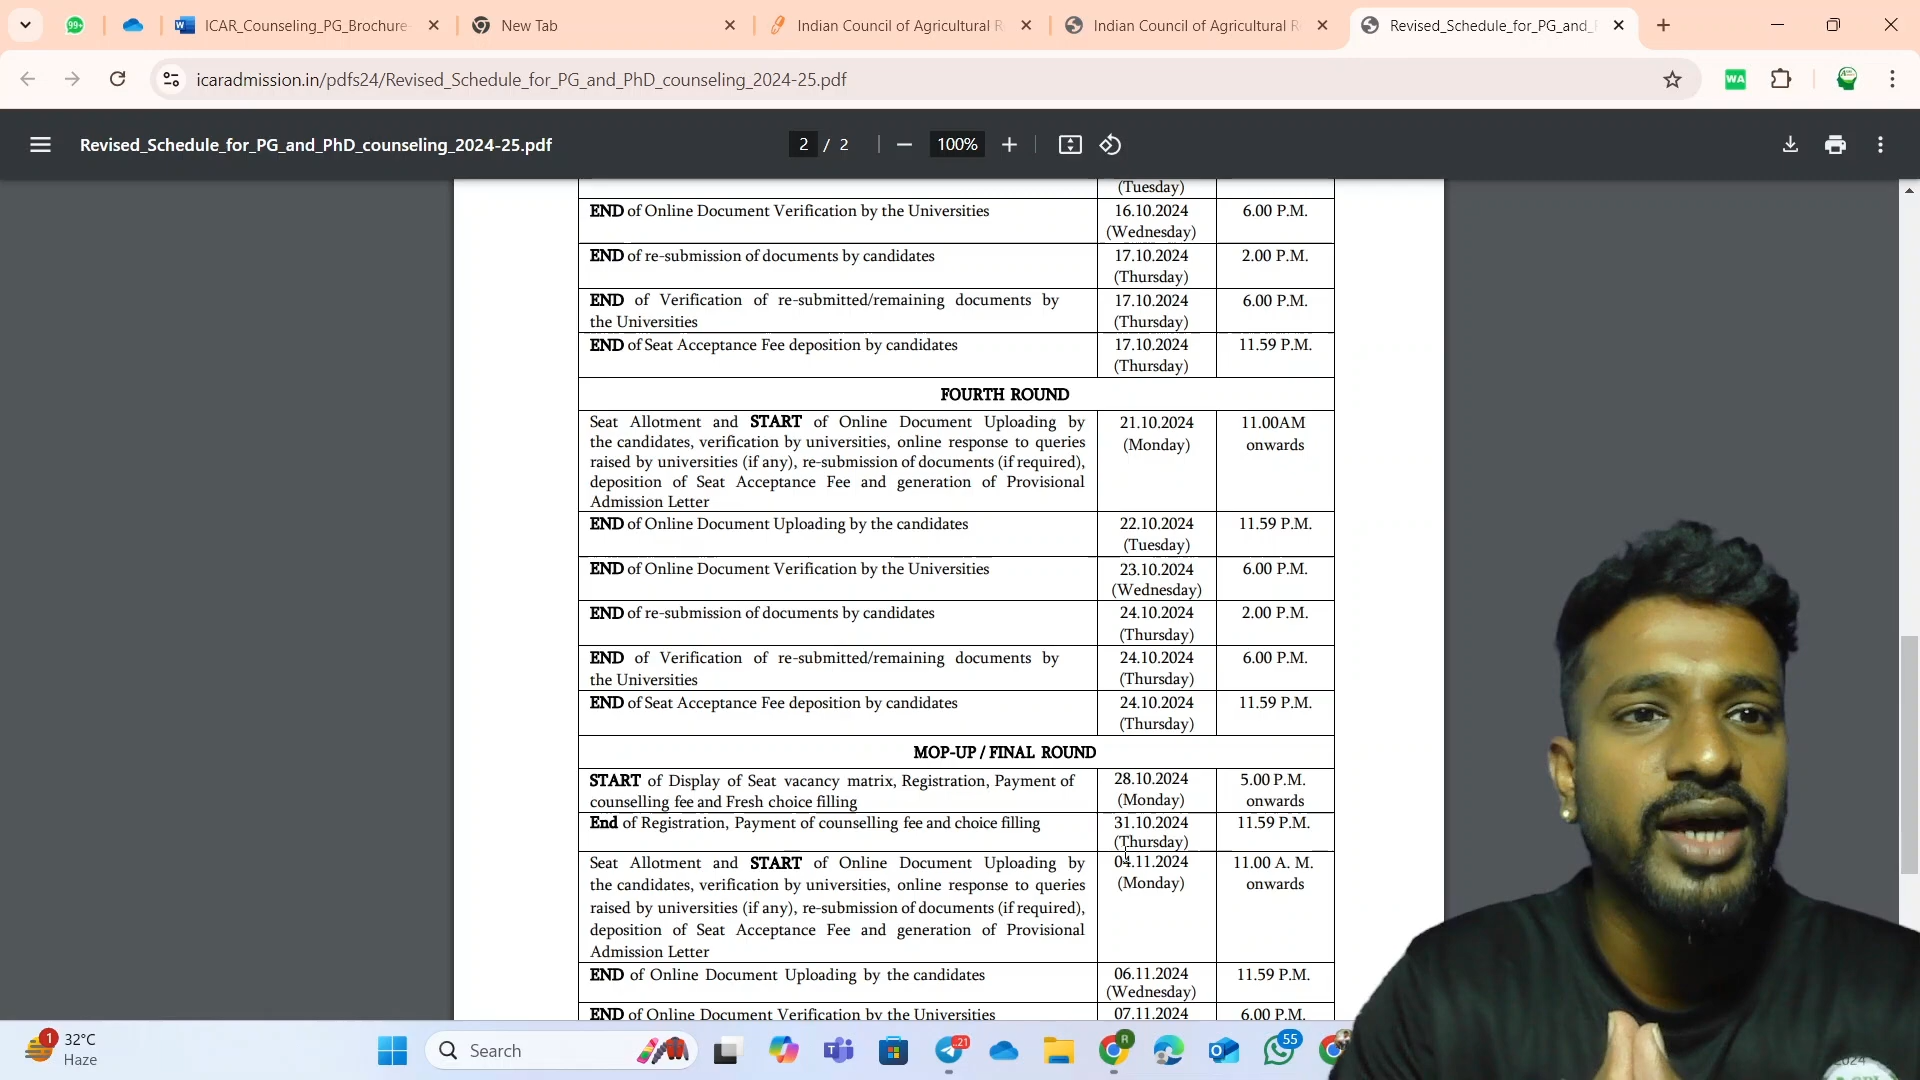 99+
ICAR_Counseling_PG_Brochure-
New Tab
Indian Council of Agricultural R
Indian Council of Agricultural R
Revised_Schedule_for_PG_and_
icaradmission.in/pdfs24/Revised_Schedule_for_PG_and_PhD_counseling_2024-25.pdf
WA
Revised_Schedule_for_PG_and_PhD_counseling_2024-25.pdf
2 / 2
100%
(Tuesday)
END of Online Document Verification by the Universities 16.10.2024 6.00 P.M.
(Wednesday)
END of re-submission of documents by candidates 17.10.2024 2.00 P.M.
(Thursday)
END of Verification of re-submitted/remaining documents by 17.10.2024 6.00 P.M.
the Universities (Thursday)
END of Seat Acceptance Fee deposition by candidates 17.10.2024 11.59 P.M.
(Thursday)
FOURTH ROUND
Seat Allotment and START of Online Document Uploading by 21.10.2024 11.00AM
the candidates, verification by universities, online response to queries (Monday) onwards
raised by universities (if any), re-submission of documents (if required),
deposition of Seat Acceptance Fee and generation of Provisional
Admission Letter
END of Online Document Uploading by the candidates 22.10.2024 11.59 P.M.
(Tuesday)
END of Online Document Verification by the Universities 23.10.2024 6.00 P.M.
(Wednesday)
END of re-submission of documents by candidates 24.10.2024 2.00 P.M.
(Thursday)
END of Verification of re-submitted/remaining documents by 24.10.2024 6.00 P.M.
the Universities (Thursday)
END of Seat Acceptance Fee deposition by candidates 24.10.2024 11.59 P.M.
(Thursday)
MOP-UP / FINAL ROUND
START of Display of Seat vacancy matrix, Registration, Payment of 28.10.2024 5.00 P.M.
counselling fee and Fresh choice filling (Monday) onwards
End of Registration, Payment of counselling fee and choice filling 31.10.2024 11.59 P.M.
(Thursday)
Seat Allotment and START of Online Document Uploading by 04.11.2024 11.00 A. M.
the candidates, verification by universities, online response to queries (Monday) onwards
raised by universities (if any), re-submission of documents (if required),
deposition of Seat Acceptance Fee and generation of Provisional
Admission Letter
END of Online Document Uploading by the candidates 06.11.2024 11.59 P.M.
(Wednesday)
END of Online Document Verification by the Universities 07.11.2024 6.00 P.M.
1
32°C
Haze
Search
...21
R
55